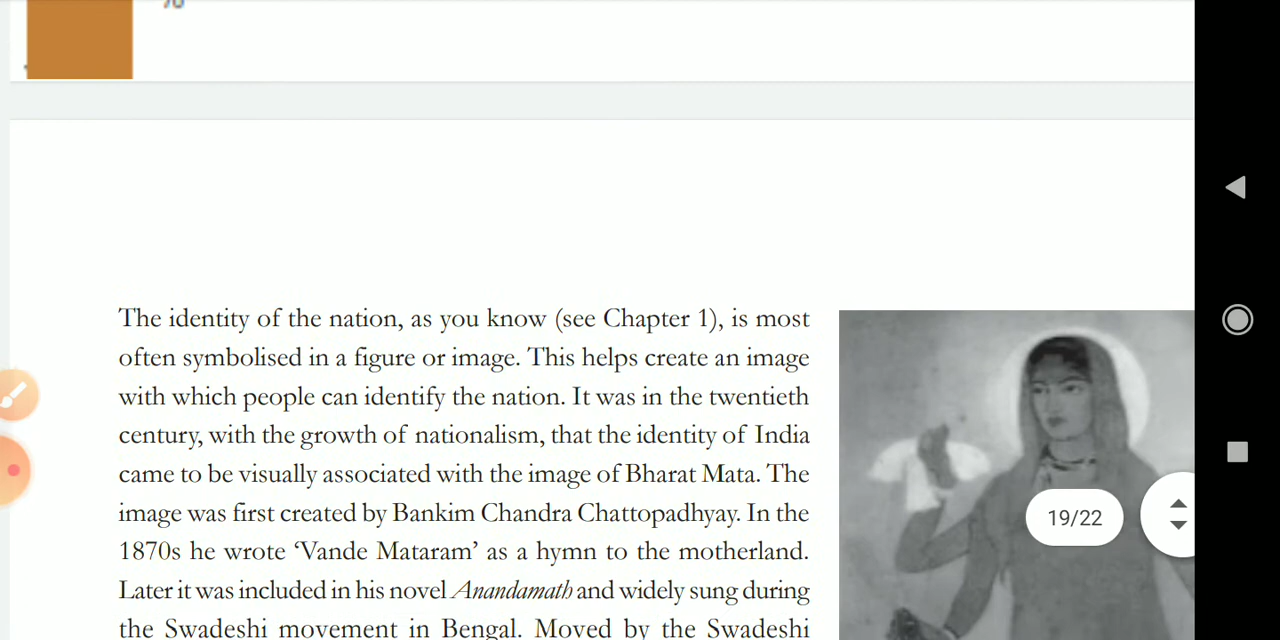 The identity of the nation, as you know (see Chapter 1), is most
often symbolised in a figure or image. This helps create an image
with which people can identify the nation. It was in the twentieth
century, with the growth of nationalism, that the identity of India
came to be visually associated with the image of Bharat Mata. The
image was first created by Bankim Chandra Chattopadhyay. In the
1870s he wrote ‘Vande Mataram’ as a hymn to the motherland.
Later it was included in his novel Anandamath and widely sung during
the Swadeshi movement in Bengal. Moved by the Swadeshi
19/22